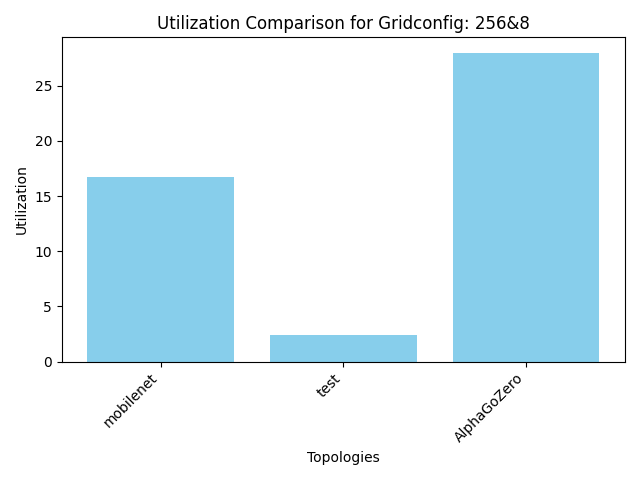 Utilization Comparison for Gridconfig: 256&8
Utilization
25
20
15
10
5
0
mobilenet
test
AlphaGoZero
Topologies